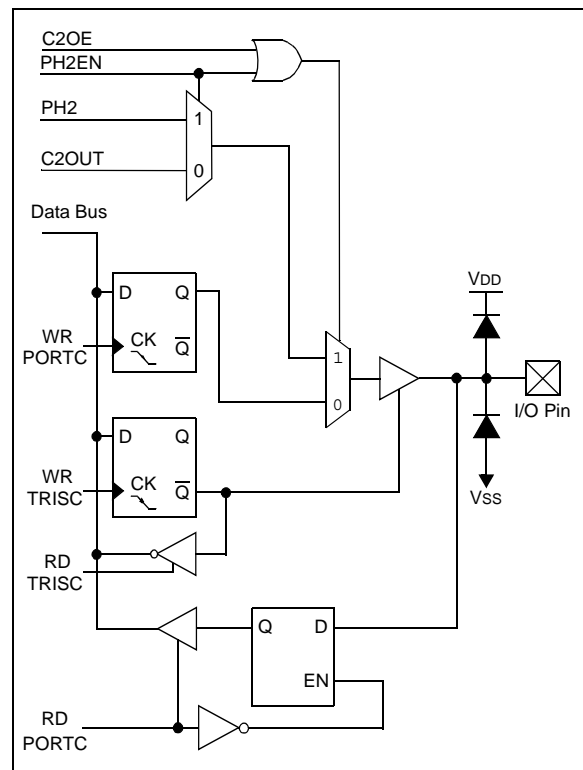 C2OE
PH2EN
PH2
1
0
C2OUT
Data Bus
D Q
CK Q̅
WR
PORTC
VDD
1
0
I/O Pin
VSS
D Q
CK Q̅
WR
TRISC
RD
TRISC
Q D
EN
RD
PORTC